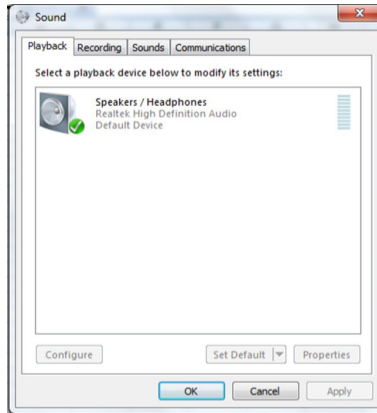 Sound
Playback Recording Sounds Communications
Select a playback device below to modify its settings:
Speakers / Headphones
Realtek High Definition Audio
Default Device
Configure Set Default Properties
OK Cancel Apply